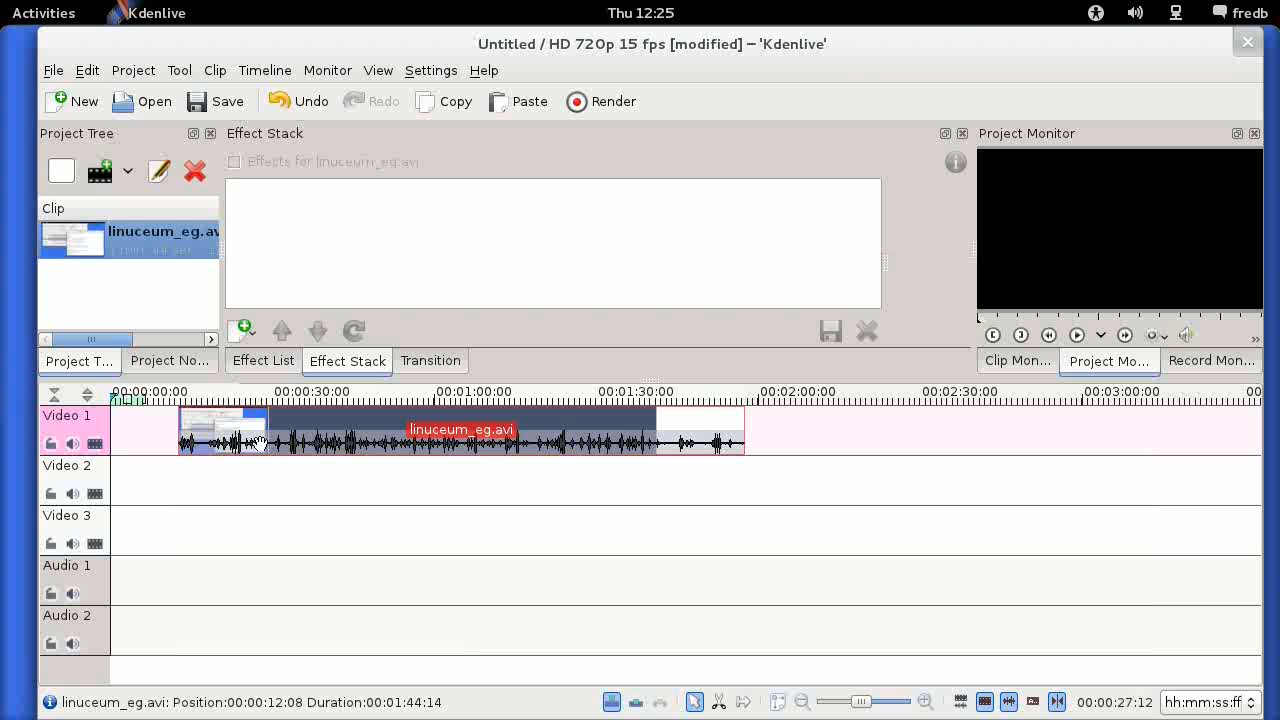 Activities Kdenlive Thu 12:25 fredb
Untitled / HD 720p 15 fps [modified] – 'Kdenlive'
File Edit Project Tool Clip Timeline Monitor View Settings Help
New Open Save Undo Redo Copy Paste Render
Project Tree Effect Stack Project Monitor
Effects for linuceum_eg.avi
Clip
linuceum_eg.av
Project T... Project No... Effect List Effect Stack Transition Clip Mon... Project Mo... Record Mon...
00:00:00:00 00:00:30:00 00:01:00:00 00:01:30:00 00:02:00:00 00:02:30:00 00:03:00:00 00
Video 1
linuceum_eg.avi
Video 2
Video 3
Audio 1
Audio 2
linuceum_eg.avi: Position:00:00:12:08 Duration:00:01:44:14 00:00:27:12 hh:mm:ss:ff